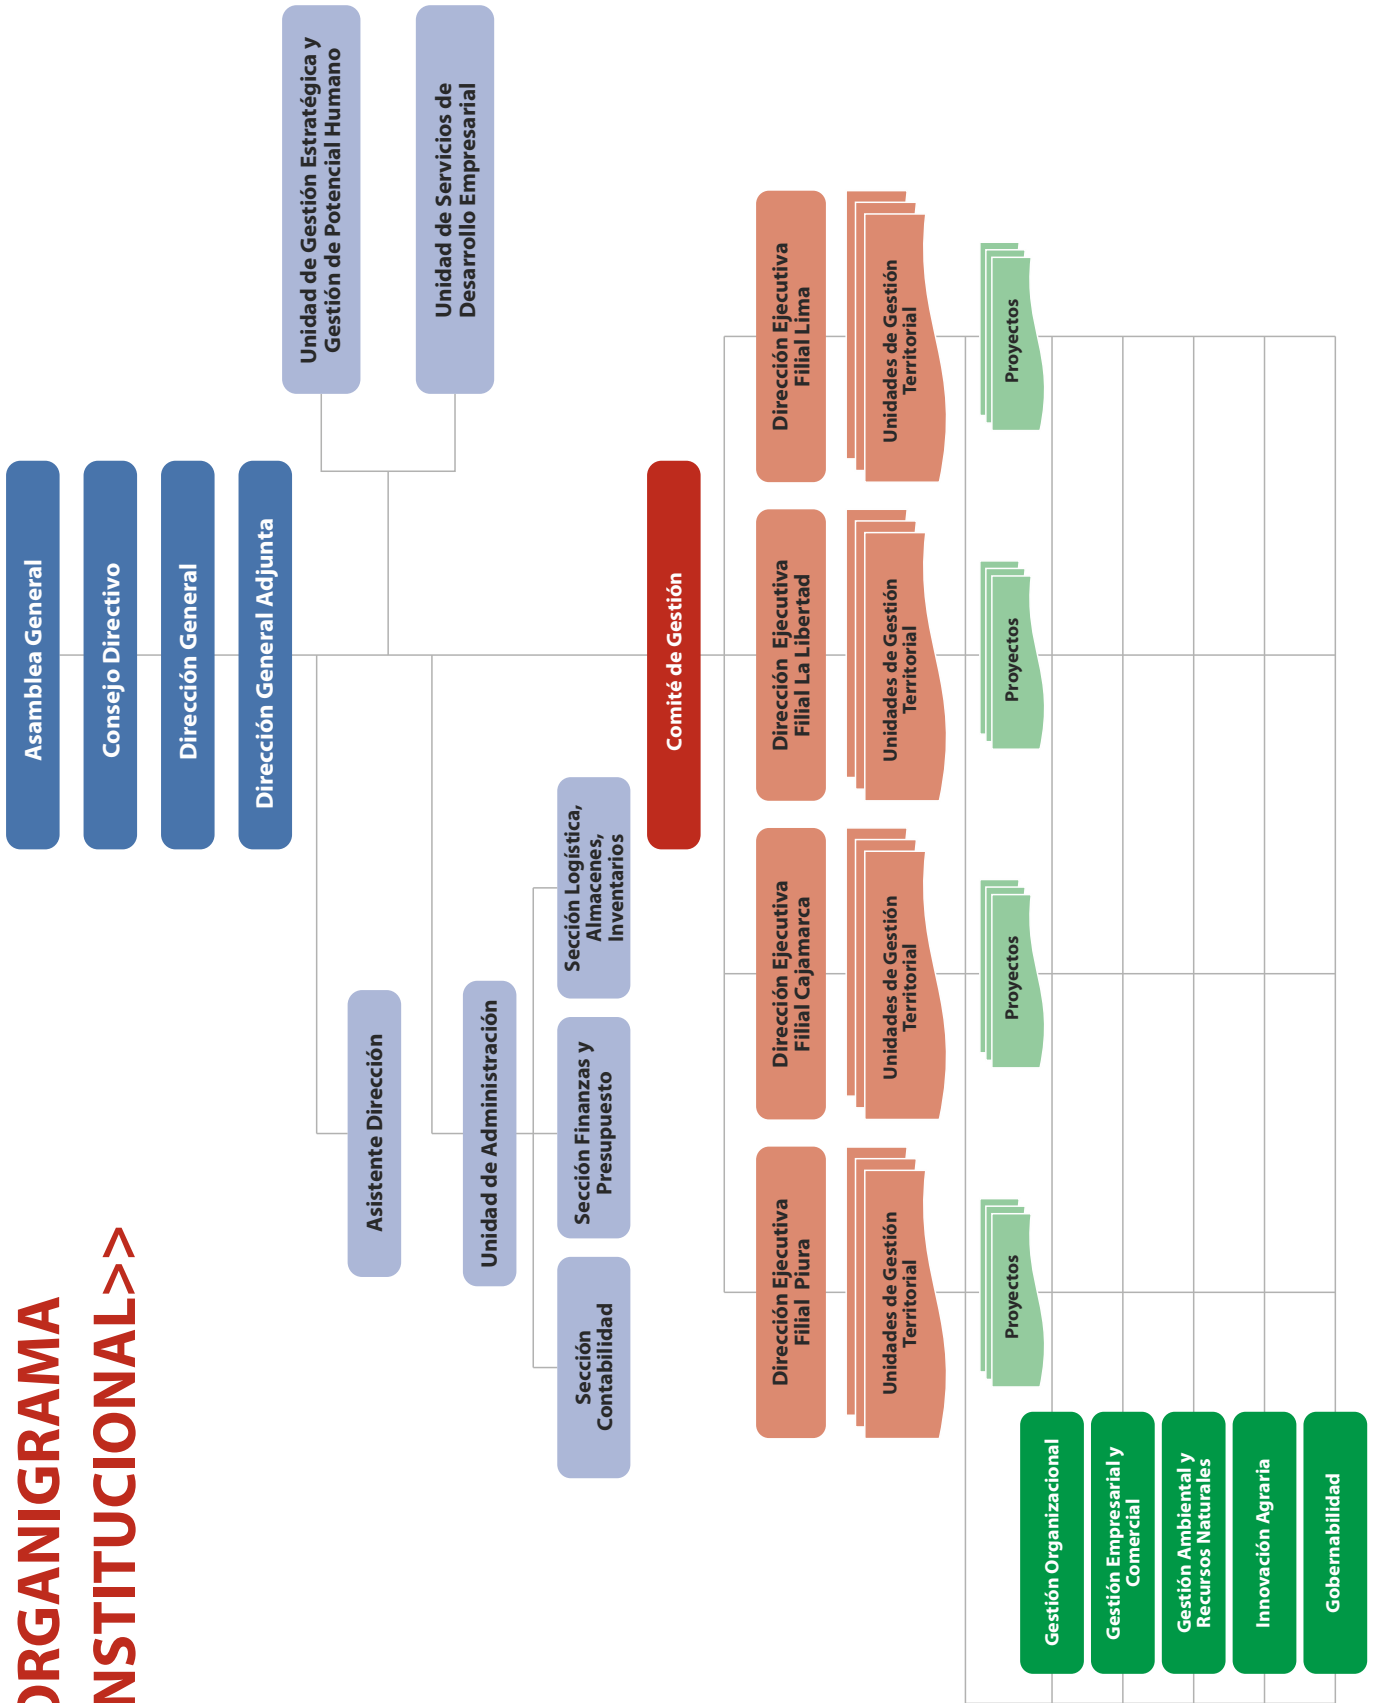 ORGANIGRAMA
NSTITUCIONAL>>
Asamblea General
Consejo Directivo
Dirección General
Dirección General Adjunta
Unidad de Gestión Estratégica y
Gestión de Potencial Humano
Asistente Dirección
Unidad de Servicios de
Desarrollo Empresarial
Unidad de Administración
Sección
Contabilidad
Sección Finanzas y
Presupuesto
Sección Logística,
Almacenes,
Inventarios
Comité de Gestión
Dirección Ejecutiva
Filial Piura
Dirección Ejecutiva
Filial Cajamarca
Dirección Ejecutiva
Filial La Libertad
Dirección Ejecutiva
Filial Lima
Unidades de Gestión
Territorial
Unidades de Gestión
Territorial
Unidades de Gestión
Territorial
Unidades de Gestión
Territorial
Proyectos
Proyectos
Proyectos
Proyectos
Gestión Organizacional
Gestión Empresarial y
Comercial
Gestión Ambiental y
Recursos Naturales
Innovación Agraria
Gobernabilidad